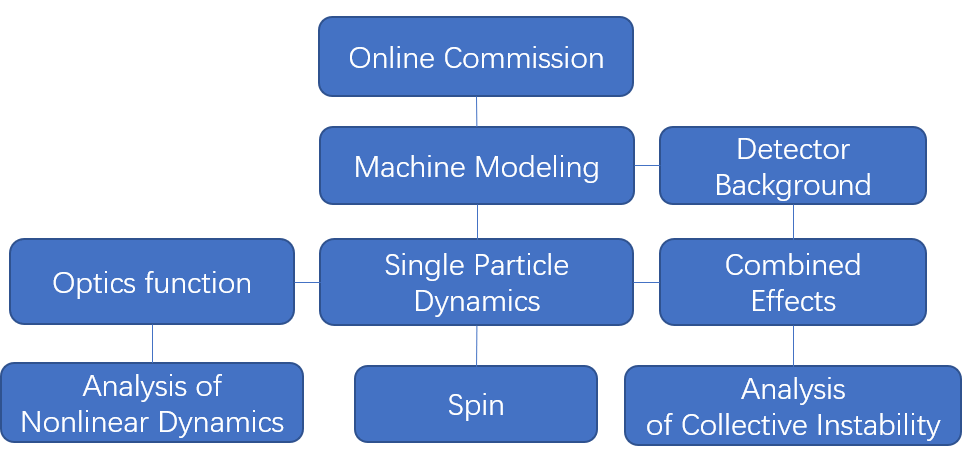 Online Commission
Machine Modeling
Detector
Background
Optics function
Single Particle
Dynamics
Combined
Effects
Analysis of
Nonlinear Dynamics
Spin
Analysis
of Collective Instability